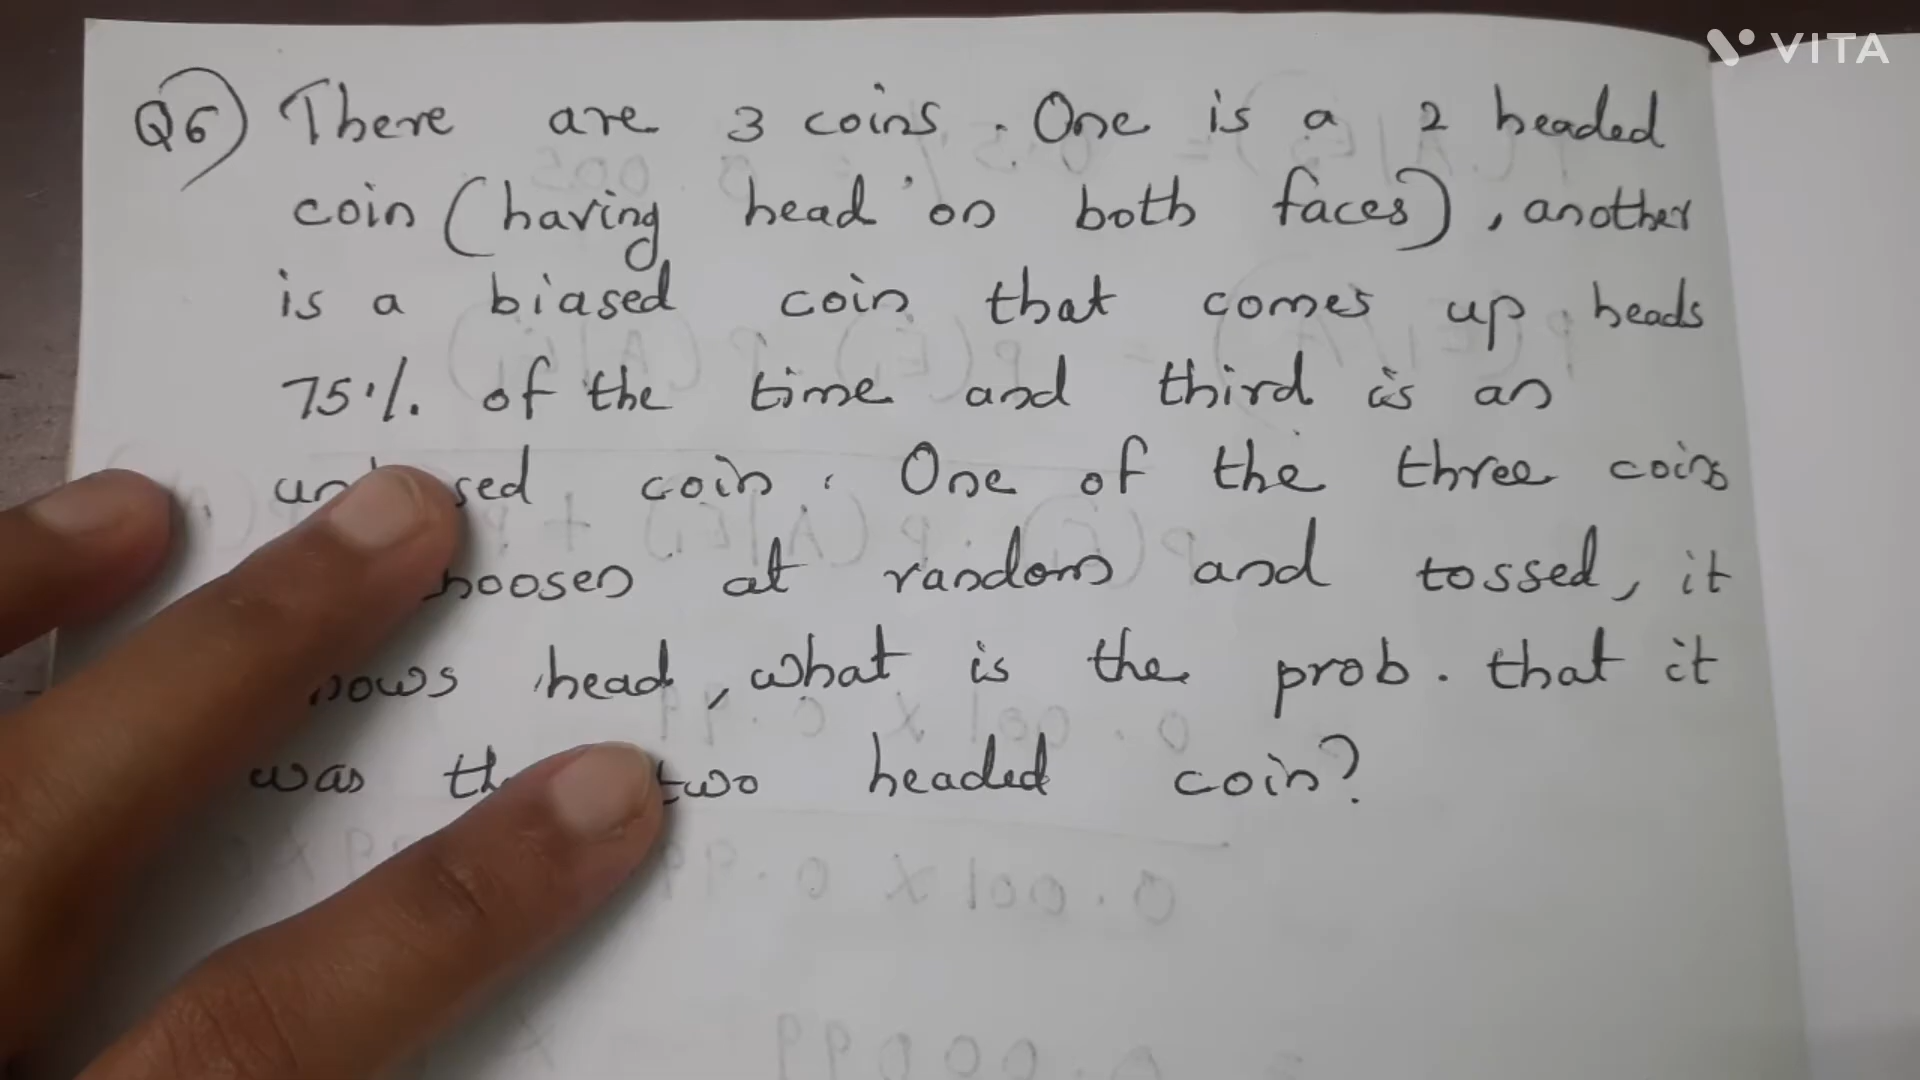 VITA
Q6) There are 3 coins. One is a 2 headed
coin (having head on both faces), another
is a biased coin that comes up heads
75% of the time and third is an
coin. One of the three coins
at random and tossed, it
head, what is the prob. that it
was two headed coin?